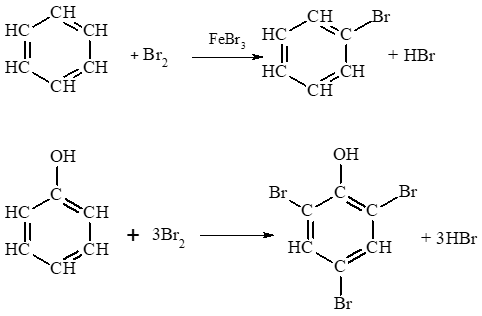 CH
HC CH
HC CH
CH
+ Br2
FeBr3
CH Br
HC C
HC CH
CH
+ HBr
OH
C
HC CH
HC CH
CH
+ 3Br2
OH
Br C Br
C C
HC CH
C
Br
+ 3HBr